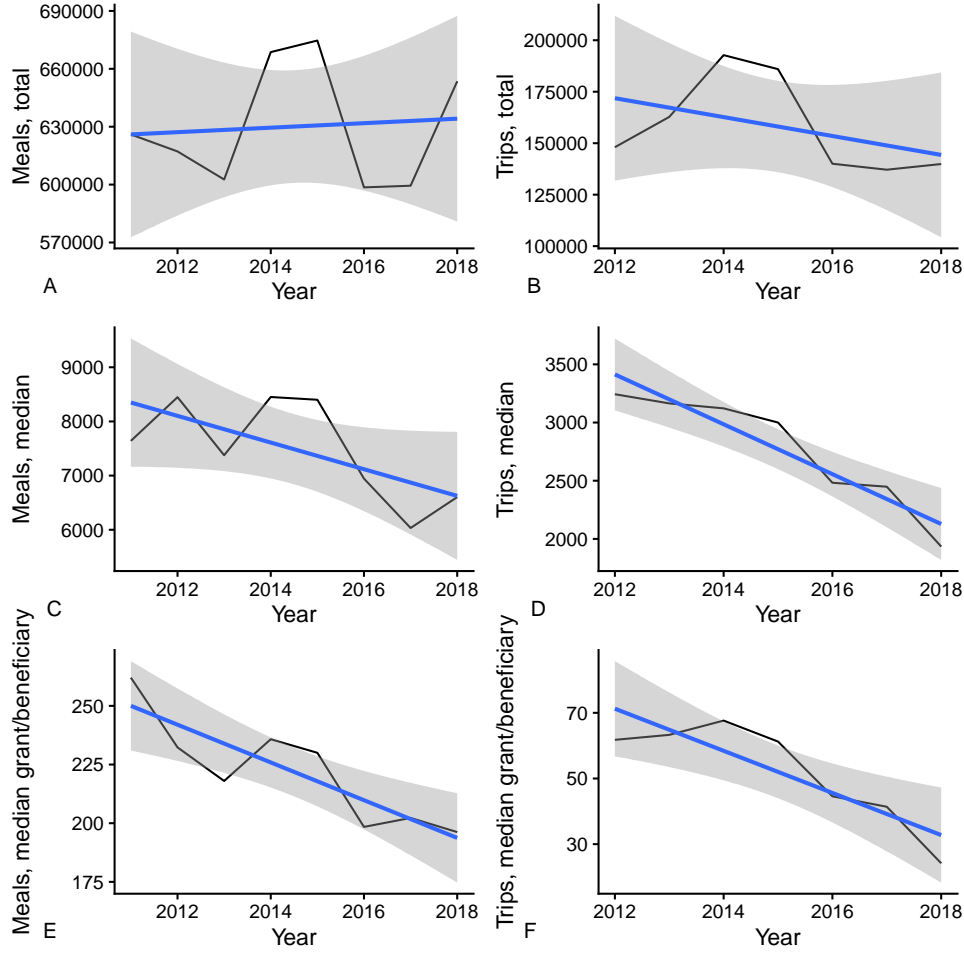 Meals, total
690000
660000
630000
600000
570000
2012 2014 2016 2018
Year
A
Trips, total
200000
175000
150000
125000
100000
2012 2014 2016 2018
Year
B
Meals, median
9000
8000
7000
6000
2012 2014 2016 2018
Year
C
Trips, median
3500
3000
2500
2000
2012 2014 2016 2018
Year
D
Meals, median grant/beneficiary
250
225
200
175
2012 2014 2016 2018
Year
E
Trips, median grant/beneficiary
70
50
30
2012 2014 2016 2018
Year
F